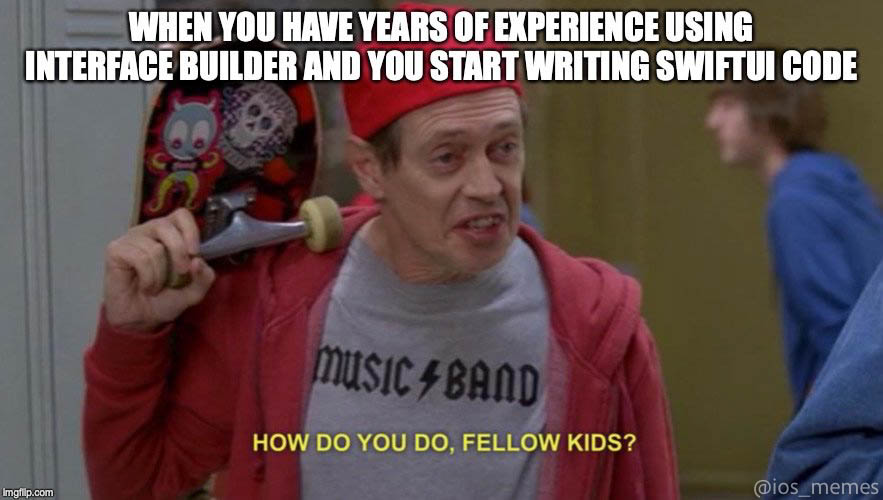 WHEN YOU HAVE YEARS OF EXPERIENCE USING
INTERFACE BUILDER AND YOU START WRITING SWIFTUI CODE
MUSIC⚡BAND
HOW DO YOU DO, FELLOW KIDS?
imgflip.com
@ios_memes